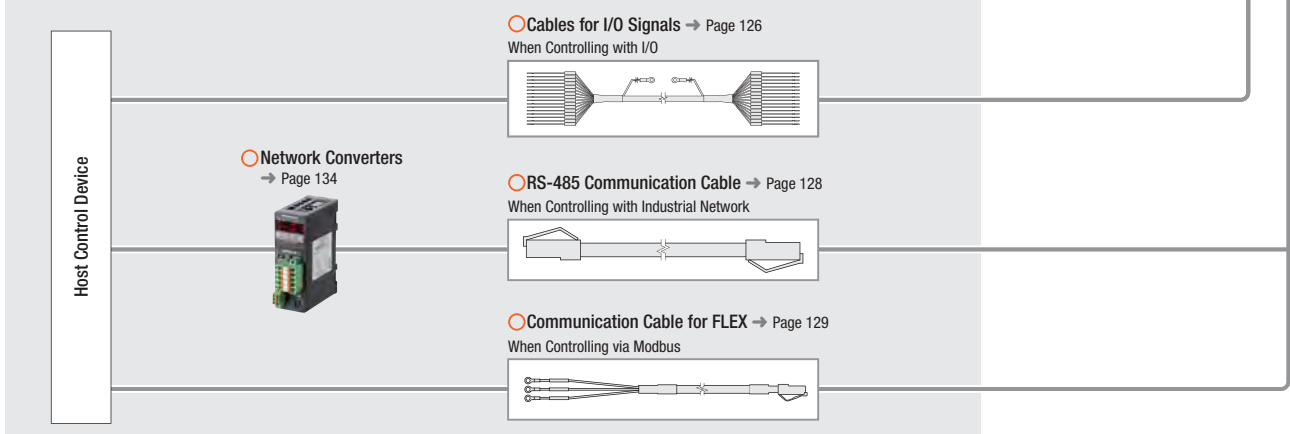 Cables for I/O Signals → Page 126
When Controlling with I/O
Host Control Device
Network Converters
→ Page 134
RS-485 Communication Cable → Page 128
When Controlling with Industrial Network
Communication Cable for FLEX → Page 129
When Controlling via Modbus